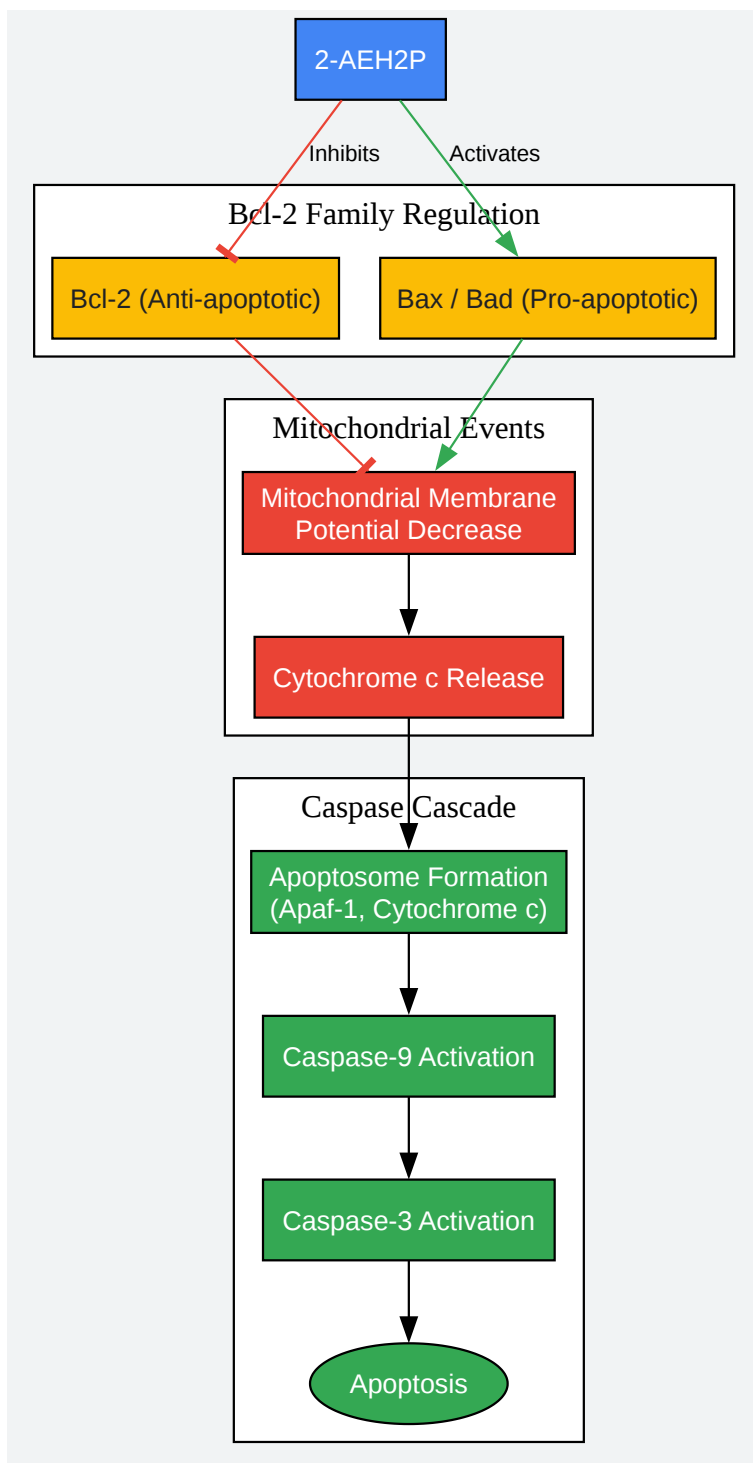 2-AEH2P
Inhibits
Activates
Bcl-2 Family Regulation
Bcl-2 (Anti-apoptotic)
Bax / Bad (Pro-apoptotic)
Mitochondrial Events
Mitochondrial Membrane
Potential Decrease
Cytochrome c Release
Caspase Cascade
Apoptosome Formation
(Apaf-1, Cytochrome c)
Caspase-9 Activation
Caspase-3 Activation
Apoptosis